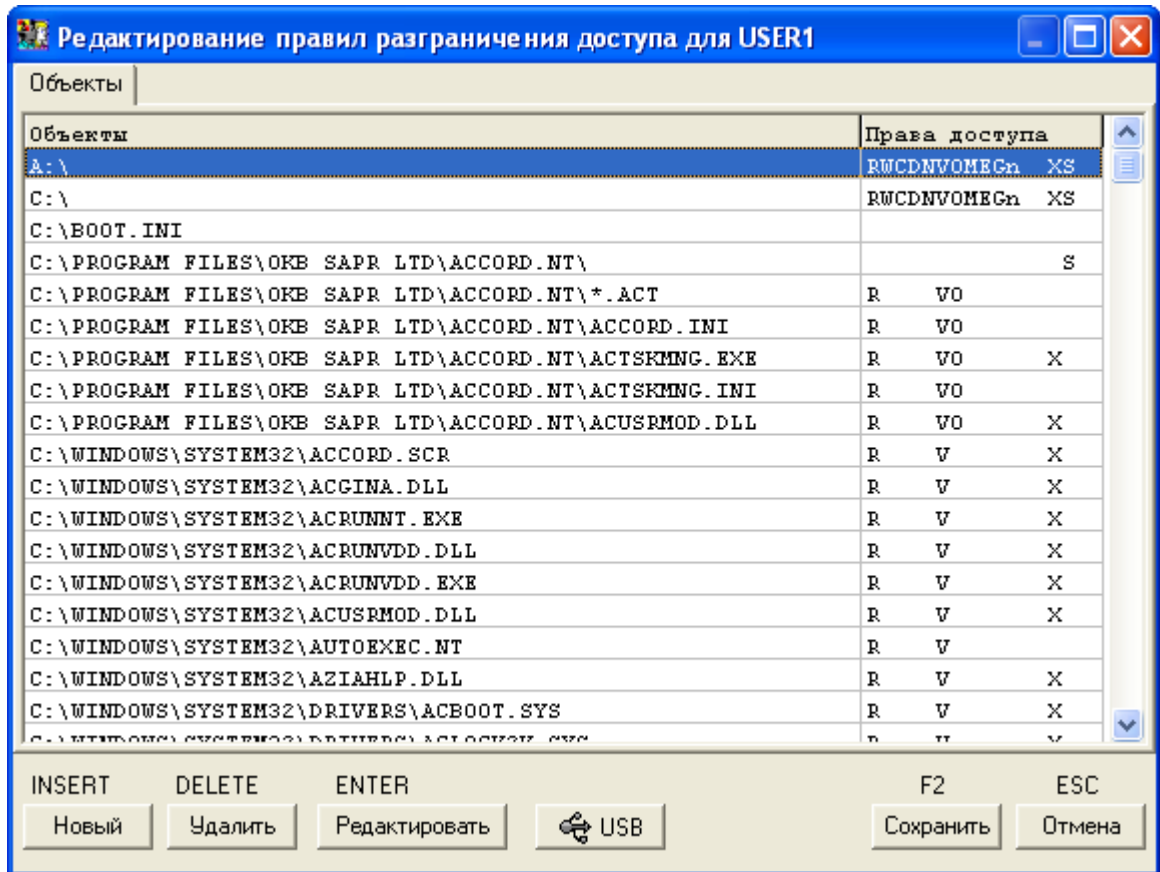 Редактирование правил разграничения доступа для USER1
Объекты
Объекты Права доступа
A:\ RWCDNVOMEGn XS
C:\ RWCDNVOMEGn XS
C:\BOOT.INI
C:\PROGRAM FILES\OKB SAPR LTD\ACCORD.NT\ S
C:\PROGRAM FILES\OKB SAPR LTD\ACCORD.NT\*.ACT R VO
C:\PROGRAM FILES\OKB SAPR LTD\ACCORD.NT\ACCORD.INI R VO
C:\PROGRAM FILES\OKB SAPR LTD\ACCORD.NT\ACTSKMNG.EXE R VO X
C:\PROGRAM FILES\OKB SAPR LTD\ACCORD.NT\ACTSKMNG.INI R VO
C:\PROGRAM FILES\OKB SAPR LTD\ACCORD.NT\ACUSRMOD.DLL R VO X
C:\WINDOWS\SYSTEM32\ACCORD.SCR R V X
C:\WINDOWS\SYSTEM32\ACGINA.DLL R V X
C:\WINDOWS\SYSTEM32\ACRUNNT.EXE R V X
C:\WINDOWS\SYSTEM32\ACRUNVDD.DLL R V X
C:\WINDOWS\SYSTEM32\ACRUNVDD.EXE R V X
C:\WINDOWS\SYSTEM32\ACUSRMOD.DLL R V X
C:\WINDOWS\SYSTEM32\AUTOEXEC.NT R V
C:\WINDOWS\SYSTEM32\AZIAHLP.DLL R V X
C:\WINDOWS\SYSTEM32\DRIVERS\ACBOOT.SYS R V X
INSERT DELETE ENTER F2 ESC
Новый Удалить Редактировать USB Сохранить Отмена